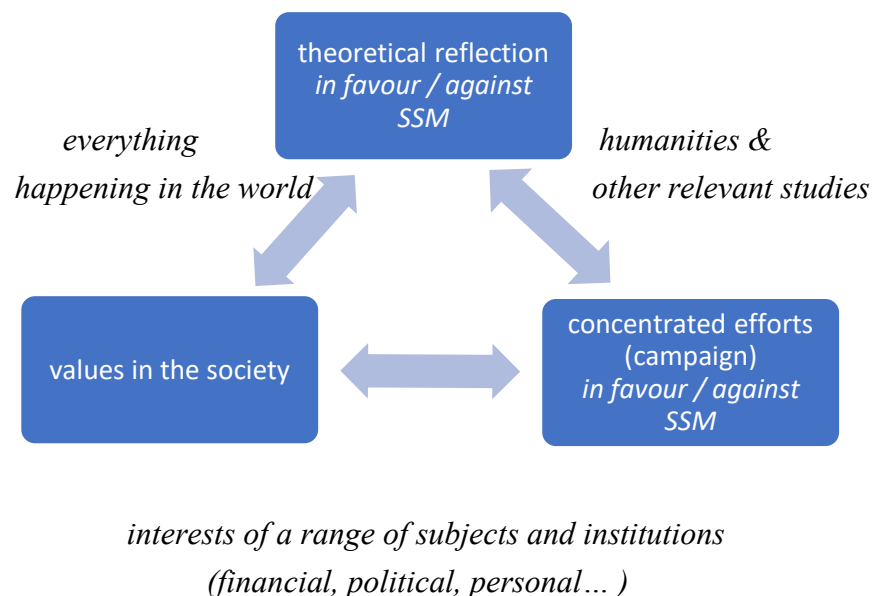 theoretical reflection
in favour / against
SSM
everything
happening in the world
humanities &
other relevant studies
values in the society
concentrated efforts
(campaign)
in favour / against
SSM
interests of a range of subjects and institutions
(financial, political, personal… )